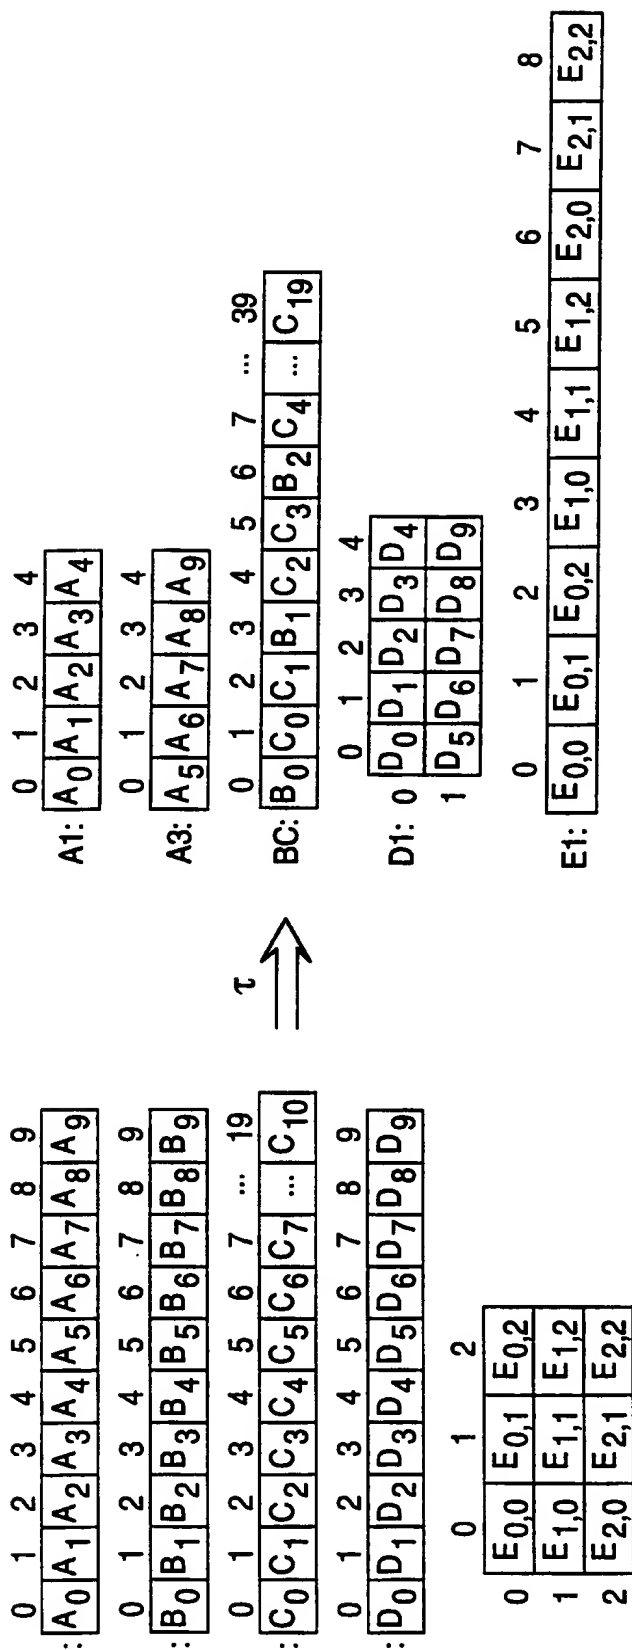 0 1 2 3 4 5 6 7 8 9
: A0 A1 A2 A3 A4 A5 A6 A7 A8 A9
0 1 2 3 4 5 6 7 8 9
: B0 B1 B2 B3 B4 B5 B6 B7 B8 B9
0 1 2 3 4 5 6 7 ... 19
: C0 C1 C2 C3 C4 C5 C6 C7 ... C10
0 1 2 3 4 5 6 7 8 9
: D0 D1 D2 D3 D4 D5 D6 D7 D8 D9
0 1 2
0 E0,0 E0,1 E0,2
1 E1,0 E1,1 E1,2
2 E2,0 E2,1 E2,2
τ
0 1 2 3 4
A1: A0 A1 A2 A3 A4
0 1 2 3 4
A3: A5 A6 A7 A8 A9
0 1 2 3 4 5 6 7 ... 39
BC: B0 C0 C1 B1 C2 C3 B2 C4 ... C19
0 1 2 3 4
D1: 0 D0 D1 D2 D3 D4
1 D5 D6 D7 D8 D9
0 1 2 3 4 5 6 7 8
E1: E0,0 E0,1 E0,2 E1,0 E1,1 E1,2 E2,0 E2,1 E2,2